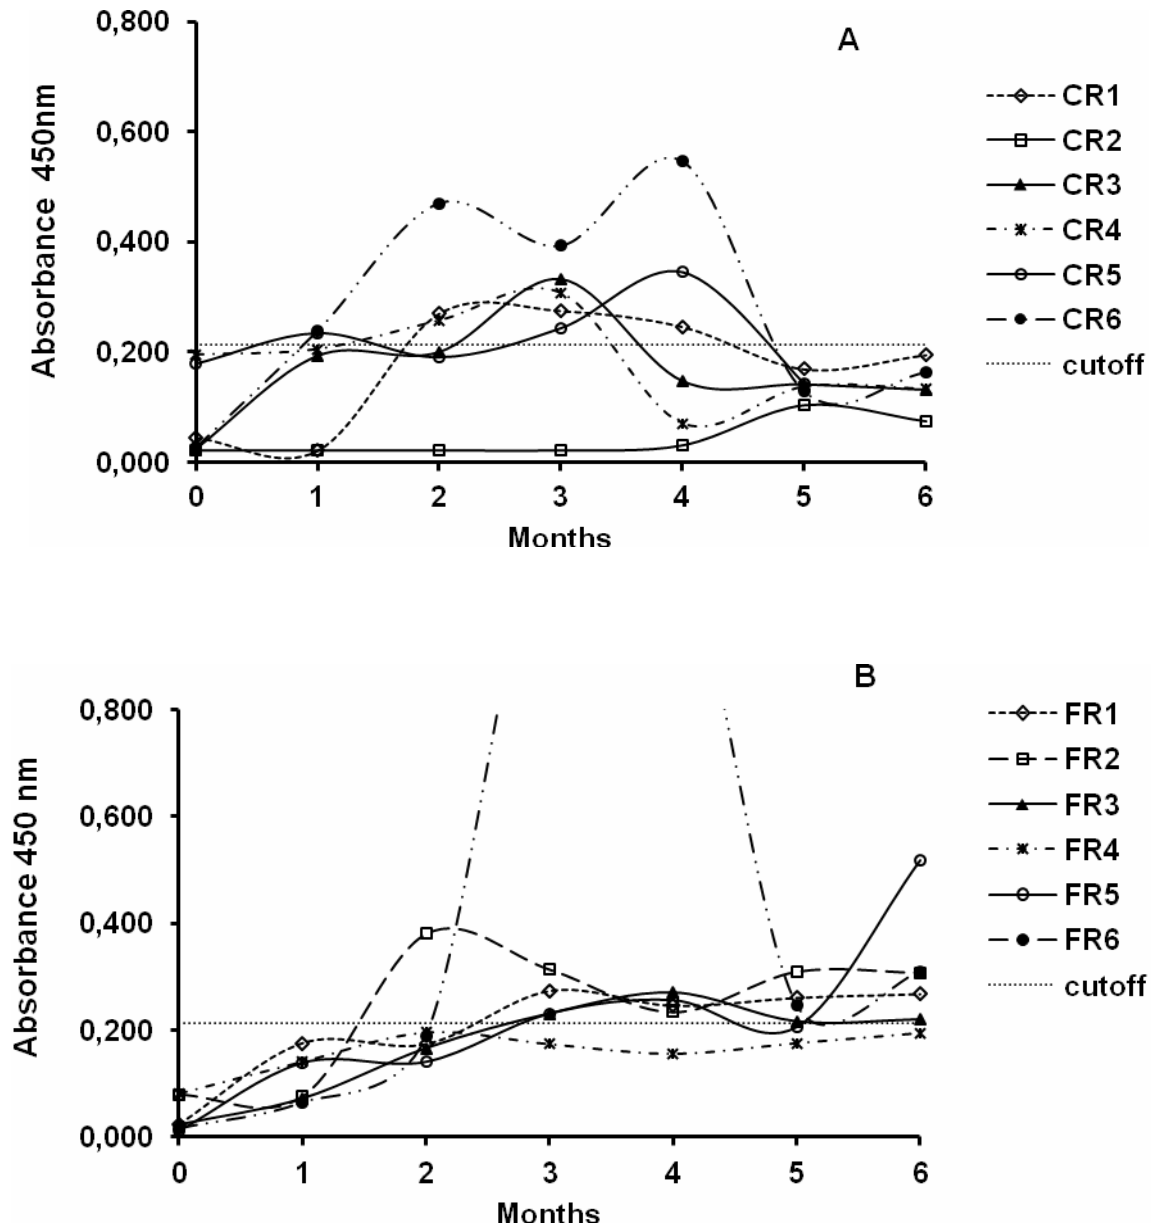 A
0,800
0,600
0,400
0,200
0,000
Absorbance 450nm
0 1 2 3 4 5 6
Months
CR1
CR2
CR3
CR4
CR5
CR6
cutoff
B
0,800
0,600
0,400
0,200
0,000
Absorbance 450 nm
0 1 2 3 4 5 6
Months
FR1
FR2
FR3
FR4
FR5
FR6
cutoff